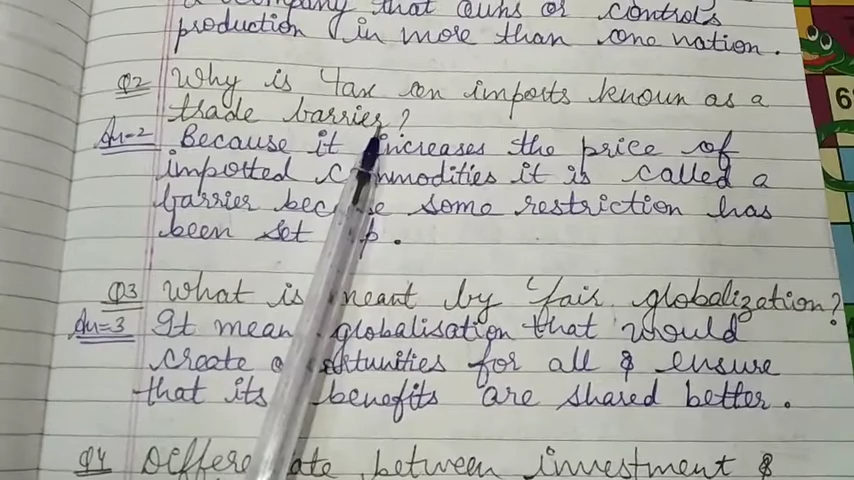 a company that owns or controls
production in more than one nation.
Q2 Why is tax on imports known as a
trade barrier?
An=2 Because it increases the price of
imported commodities it is called a
barrier because some restriction has
been set up.
Q3 What is meant by fair globalization?
An=3 It means globalisation that would
create opportunities for all & ensure
that its benefits are shared better.
Q4 Differentiate between investment &
6